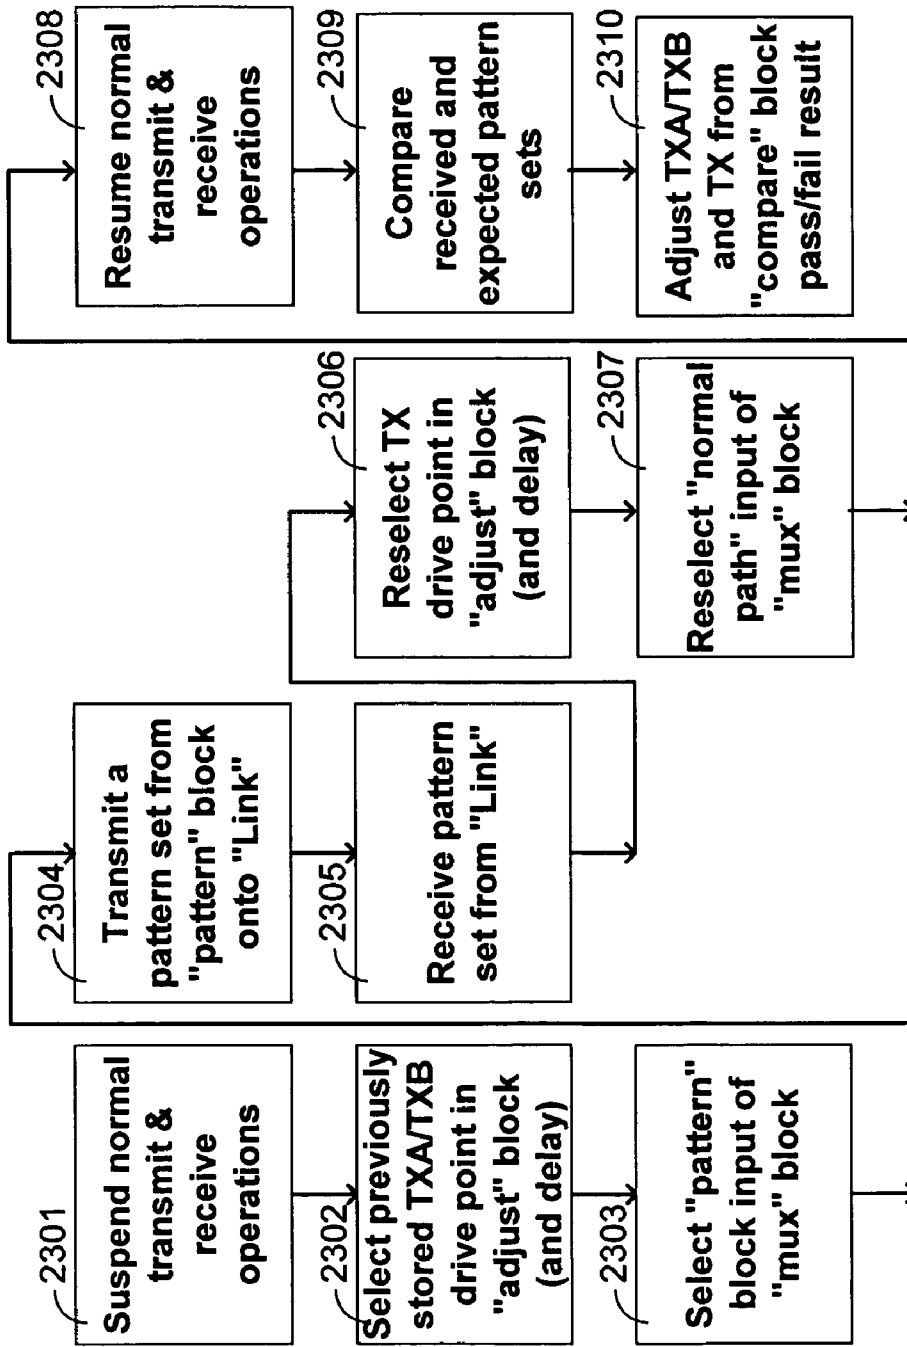 2301
Suspend normal
transmit &
receive
operations
2302
Select previously
stored TXA/TXB
drive point in
"adjust" block
(and delay)
2303
Select "pattern"
block input of
"mux" block
2304
Transmit a
pattern set from
"pattern" block
onto "Link"
2305
Receive pattern
set from "Link"
2306
Reselect TX
drive point in
"adjust" block
(and delay)
2307
Reselect "normal
path" input of
"mux" block
2308
Resume normal
transmit &
receive
operations
2309
Compare
received and
expected pattern
sets
2310
Adjust TXA/TXB
and TX from
"compare" block
pass/fail result